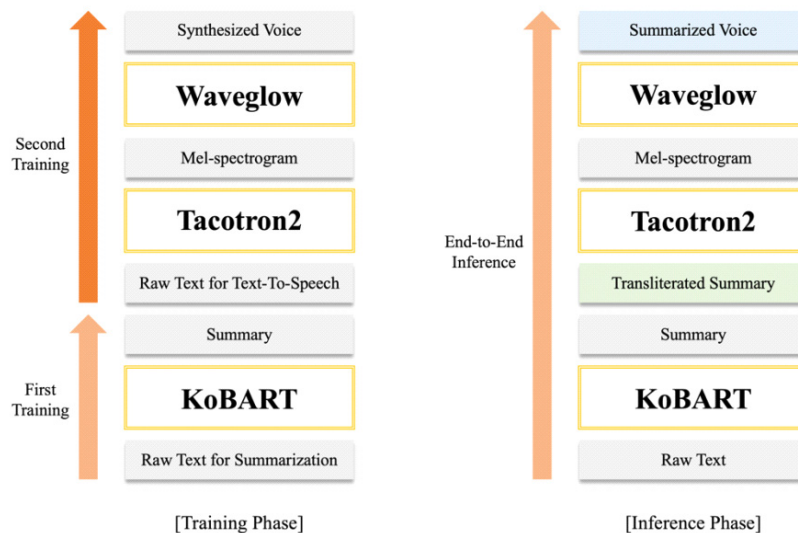 Synthesized Voice
Waveglow
Second
Training
Mel-spectrogram
Tacotron2
Raw Text for Text-To-Speech
Summary
First
Training
KoBART
Raw Text for Summarization
[Training Phase]
Summarized Voice
Waveglow
Mel-spectrogram
Tacotron2
End-to-End
Inference
Transliterated Summary
Summary
KoBART
Raw Text
[Inference Phase]